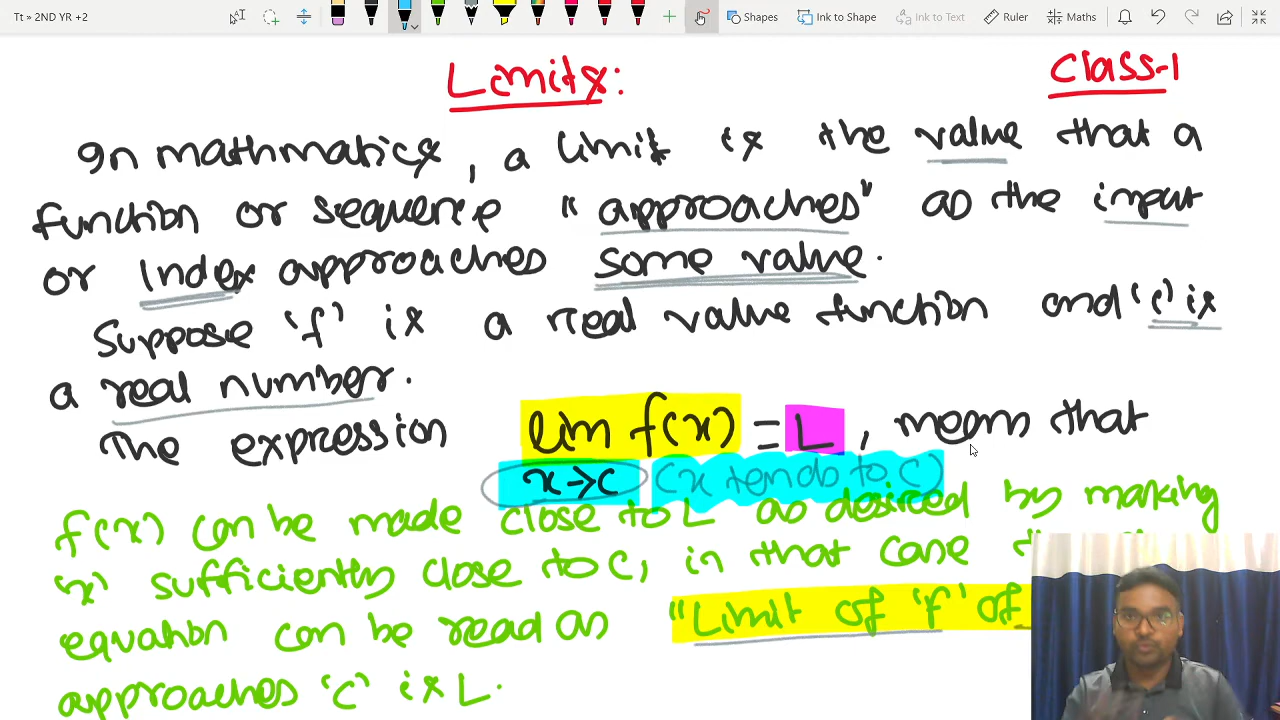 Tt » 2ND YR +2
Shapes Ink to Shape Ink to Text Ruler Maths
Limits: Class-1
In mathmatics, a limit is the value that a
function or sequence "approaches" as the input
or Index approaches some value.
Suppose 'f' is a real value function and 'c' is
a real number.
The expression lim f(x) = L, means that
x→c (x tends to c)
f(x) can be made close to L as desired by making
'x' sufficiently close to C, in that case
equation can be read as "Limit of 'f' of
approaches 'c' is L.